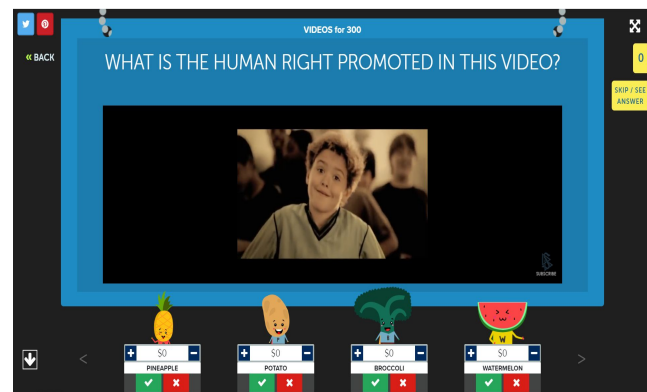 VIDEOS for 300
« BACK
WHAT IS THE HUMAN RIGHT PROMOTED IN THIS VIDEO?
0
SKIP / SEE
ANSWER
SUBSCRIBE
W
+ $0 −
+ $0 −
+ $0 −
+ $0 −
PINEAPPLE
POTATO
BROCCOLI
WATERMELON